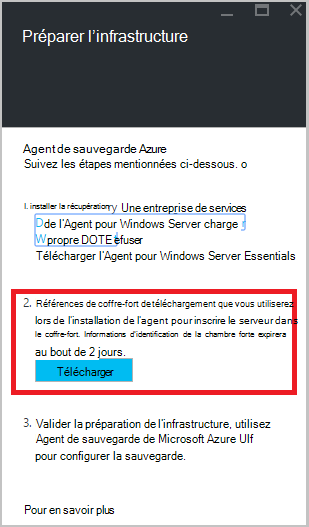 Préparer l'infrastructure
Agent de sauvegarde Azure
Suivez les étapes mentionnées ci-dessous. o
I. installer la récupération Une entreprise de services
de l'Agent pour Windows Server charge
propre DOTE
Télécharger l'Agent pour Windows Server Essentials
2. Références de coffre-fort de téléchargement que vous utiliserez
lors de l'installation de l'agent pour inscrire le serveur dans
le coffre-fort. Informations d'identification de la chambre forte expirera
au bout de 2 jours.
Télécharger
3. Valider la préparation de l'infrastructure, utilisez
Agent de sauvegarde de Microsoft Azure UIf
pour configurer la sauvegarde.
Pour en savoir plus